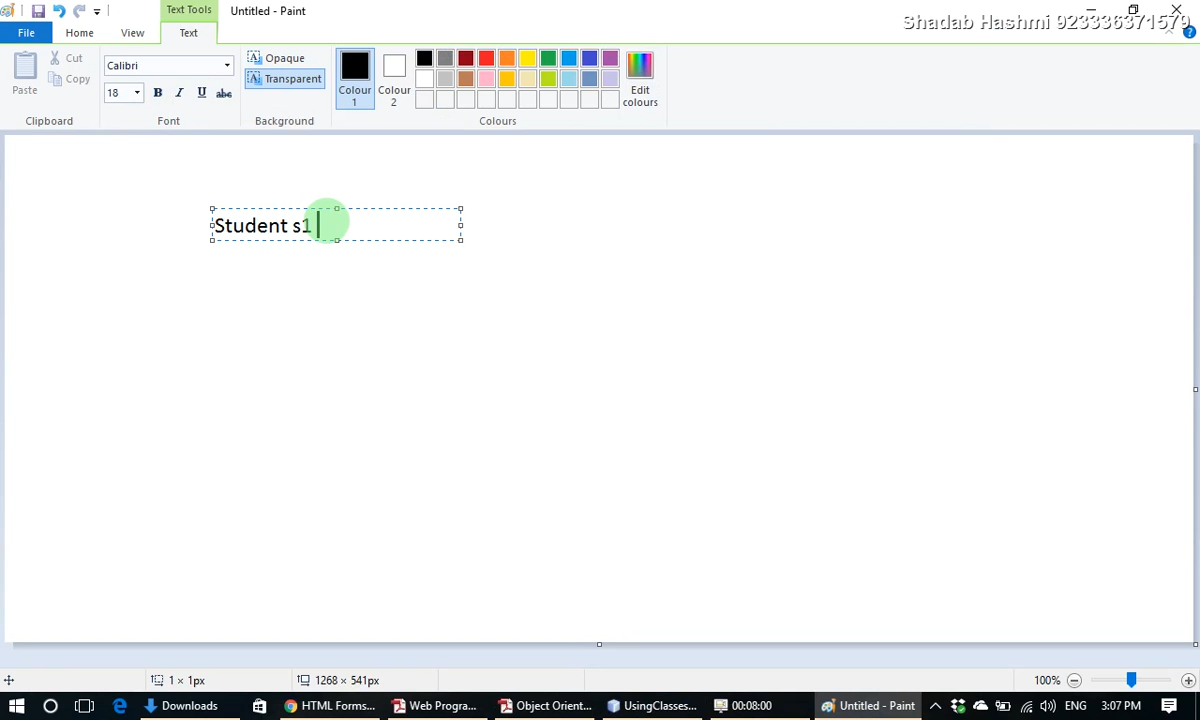 Text Tools
Untitled - Paint
Shadab Hashmi 923336371579
File
Home
View
Text
Paste
Cut
Copy
Clipboard
Calibri
18
B I U abc
Font
Opaque
Transparent
Background
Colour 1
Colour 2
Edit colours
Colours
Student s1
1 × 1px
1268 × 541px
100%
Downloads
HTML Forms...
Web Progra...
Object Orient...
UsingClasses...
00:08:00
Untitled - Paint
ENG
3:07 PM